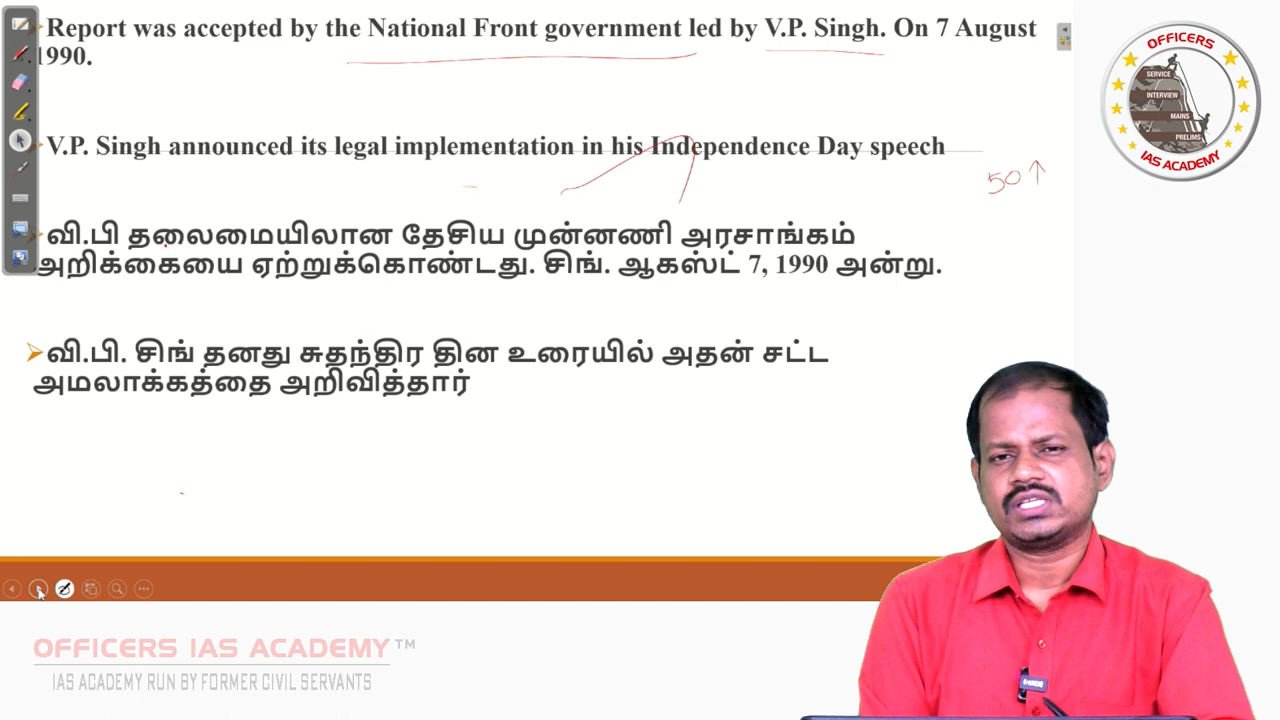 Report was accepted by the National Front government led by V.P. Singh. On 7 August
1990.
V.P. Singh announced its legal implementation in his Independence Day speech
50↑
வி.பி தலைமையிலான தேசிய முன்னணி அரசாங்கம்
அறிக்கையை ஏற்றுக்கொண்டது. சிங். ஆகஸ்ட் 7, 1990 அன்று.
வி.பி. சிங் தனது சுதந்திர தின உரையில் அதன் சட்ட
அமலாக்கத்தை அறிவித்தார்
OFFICERS
SERVICE
INTERVIEW
MAINS
PRELIMS
IAS ACADEMY
OFFICERS IAS ACADEMY™
IAS ACADEMY RUN BY FORMER CIVIL SERVANTS